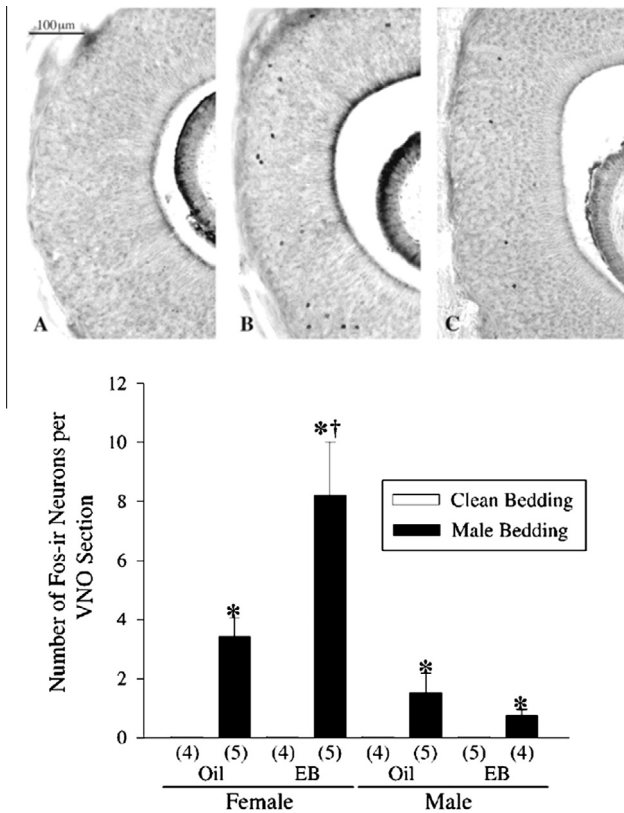 100μm
A
B
C
Number of Fos-ir Neurons per
VNO Section
12
10
8
6
4
2
0
*
*†
*
*
Clean Bedding
Male Bedding
(4) (5) (4) (5) (4) (5) (5) (4)
Oil EB Oil EB
Female Male